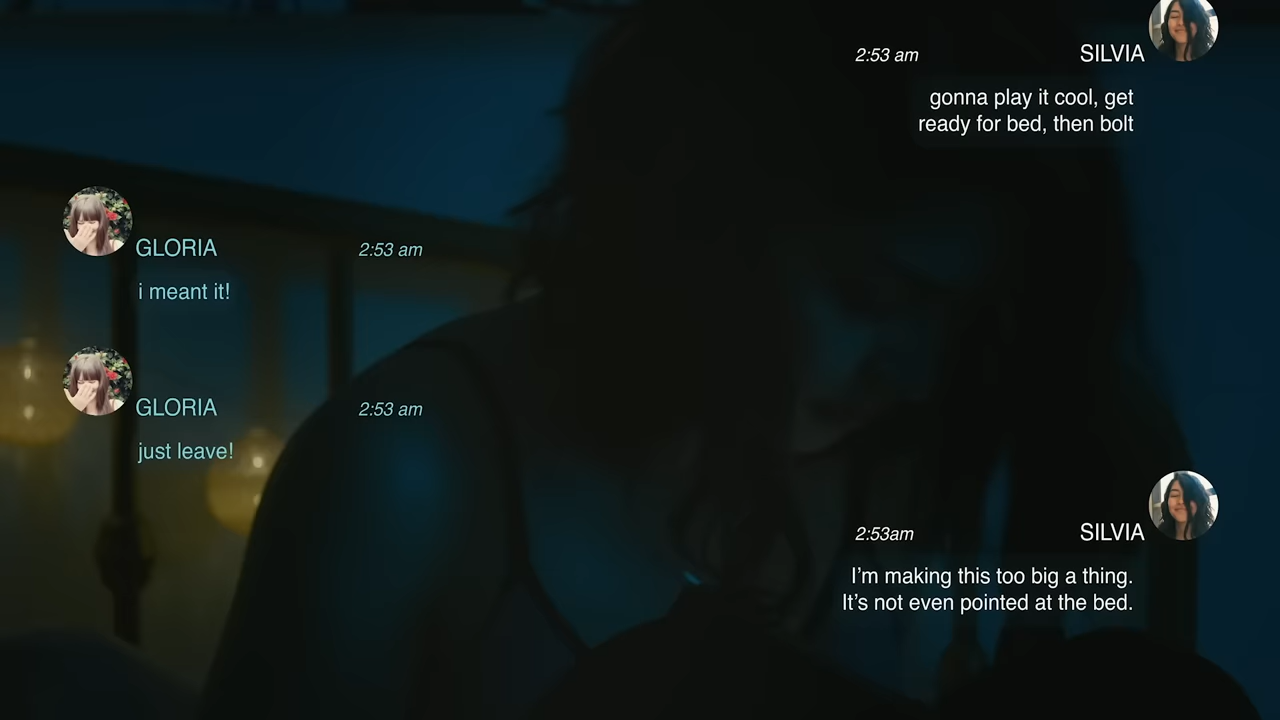 2:53 am SILVIA
gonna play it cool, get
ready for bed, then bolt
GLORIA 2:53 am
i meant it!
GLORIA 2:53 am
just leave!
2:53am SILVIA
I’m making this too big a thing.
It’s not even pointed at the bed.